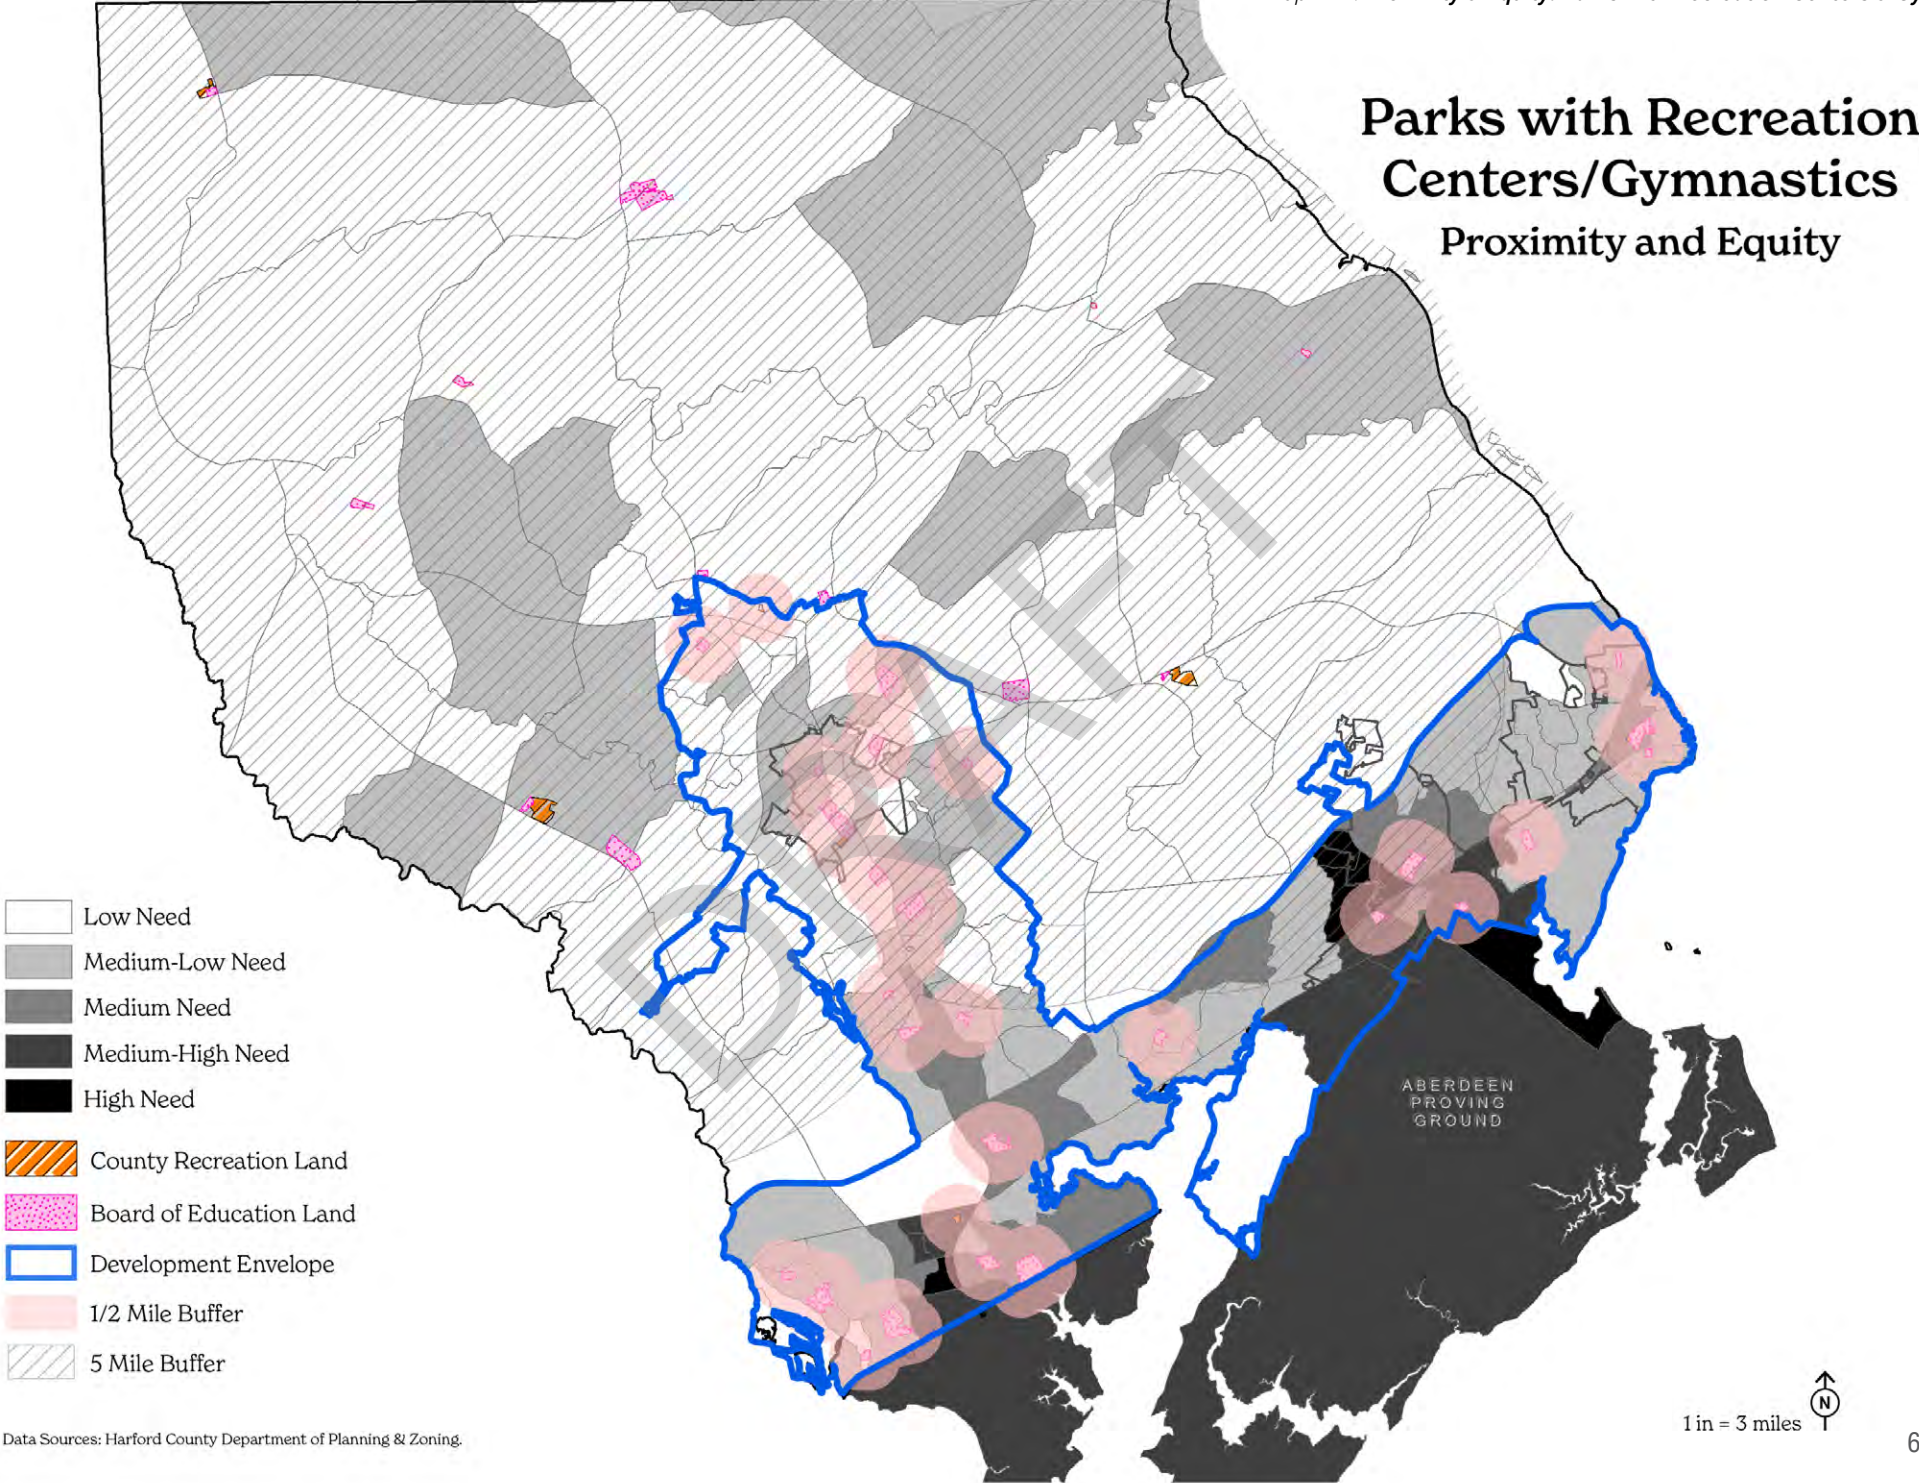 Parks with Recreation
Centers/Gymnastics
Proximity and Equity
DRAFT
Low Need
Medium-Low Need
Medium Need
Medium-High Need
High Need
County Recreation Land
Board of Education Land
Development Envelope
1/2 Mile Buffer
5 Mile Buffer
ABERDEEN
PROVING
GROUND
1 in = 3 miles
N
Data Sources: Harford County Department of Planning & Zoning.
6